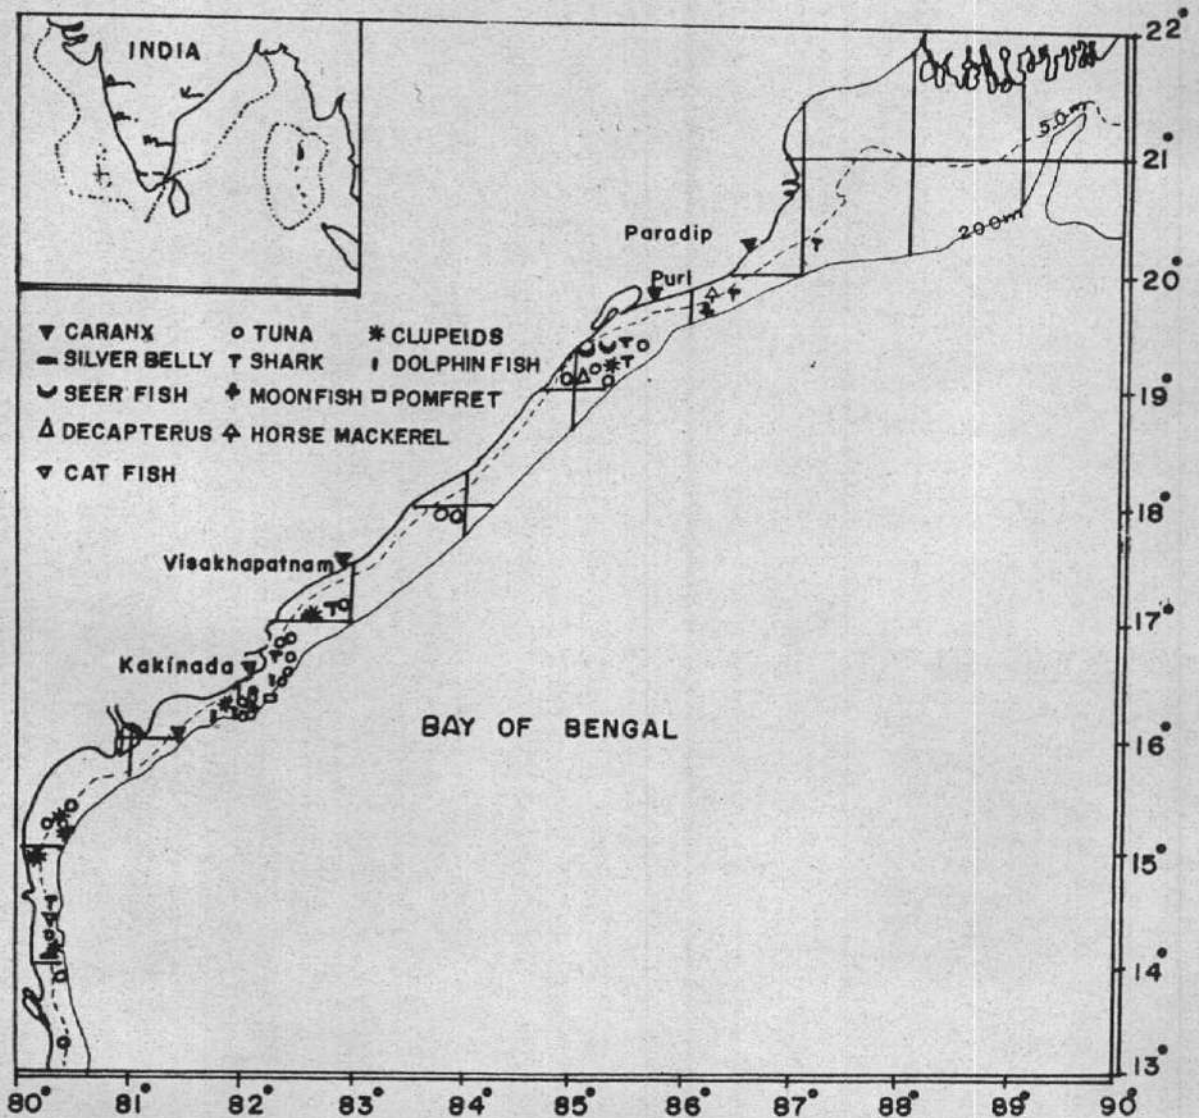 INDIA
CARANX TUNA CLUPEIDS
SILVER BELLY SHARK DOLPHIN FISH
SEER FISH MOONFISH POMFRET
DECAPTERUS HORSE MACKEREL
CAT FISH
22°
50m
21°
200m
Paradip
Puri
20°
19°
18°
Visakhapatnam
17°
Kakinada
BAY OF BENGAL
16°
15°
14°
13°
80° 81° 82° 83° 84° 85° 86° 87° 88° 89° 90°